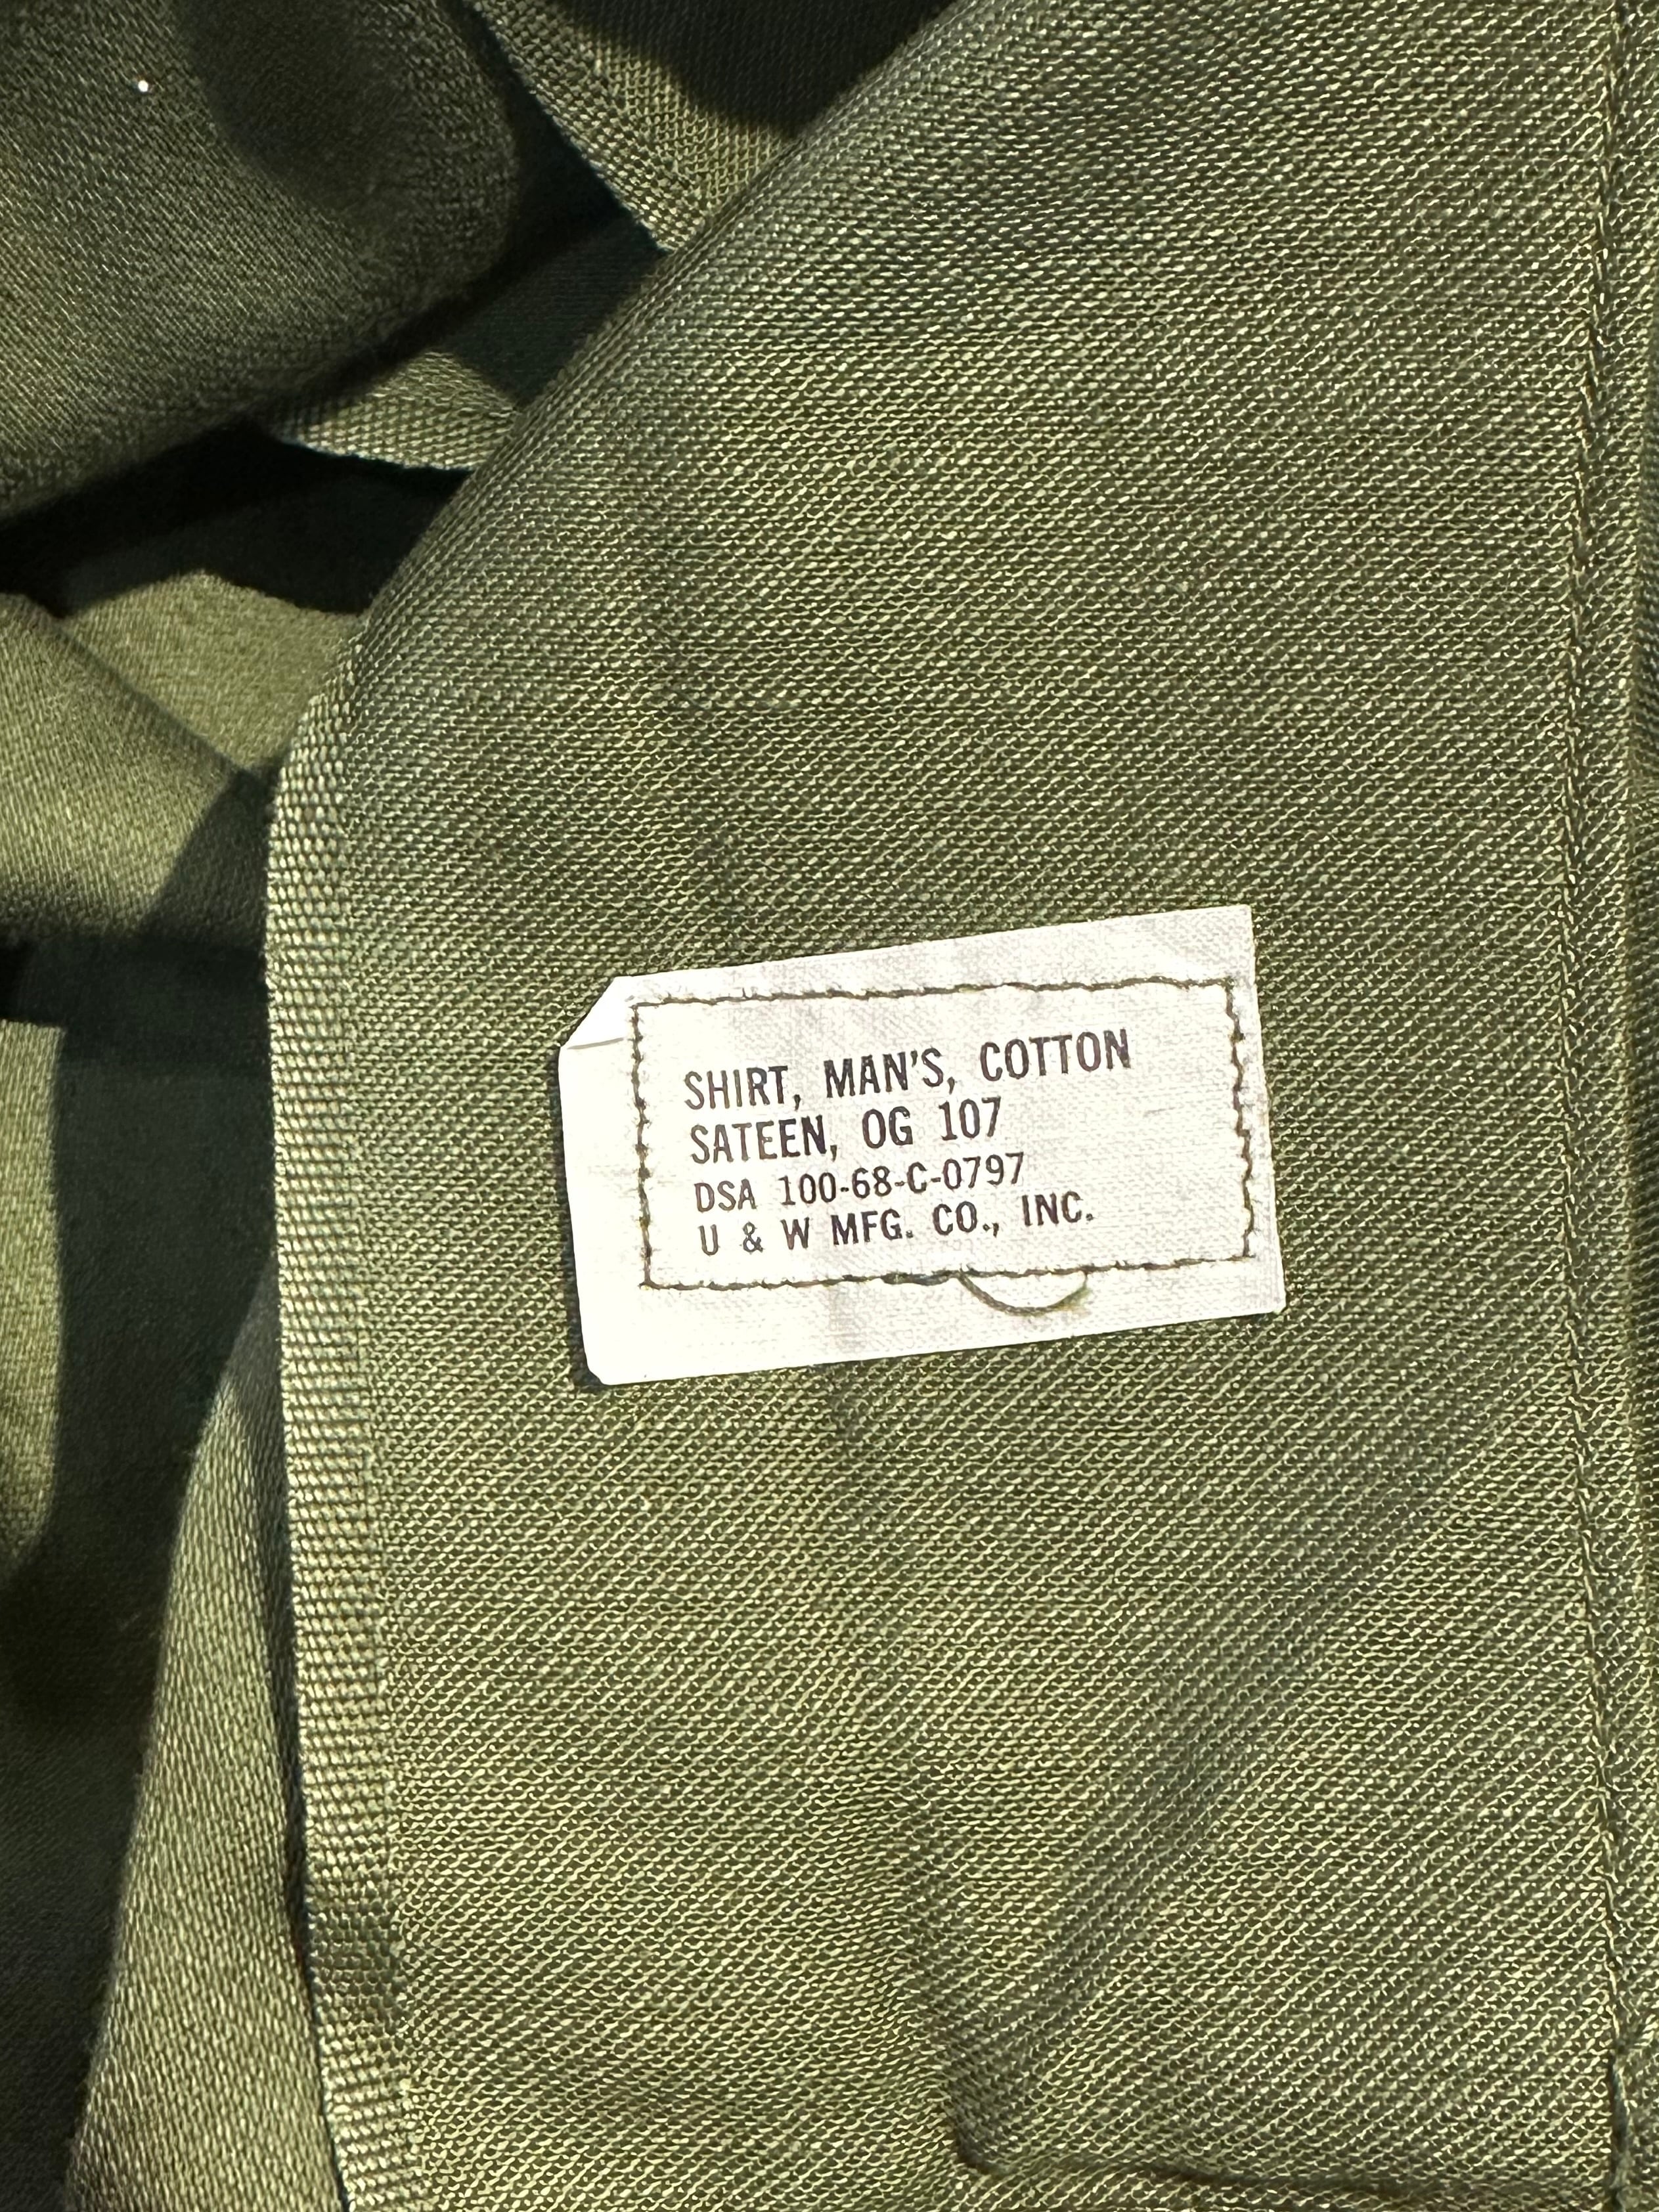 SHIRT, MAN'S, COTTON
SATEEN, OG 107
DSA 100-68-C-0797
U & W MFG. CO., INC.